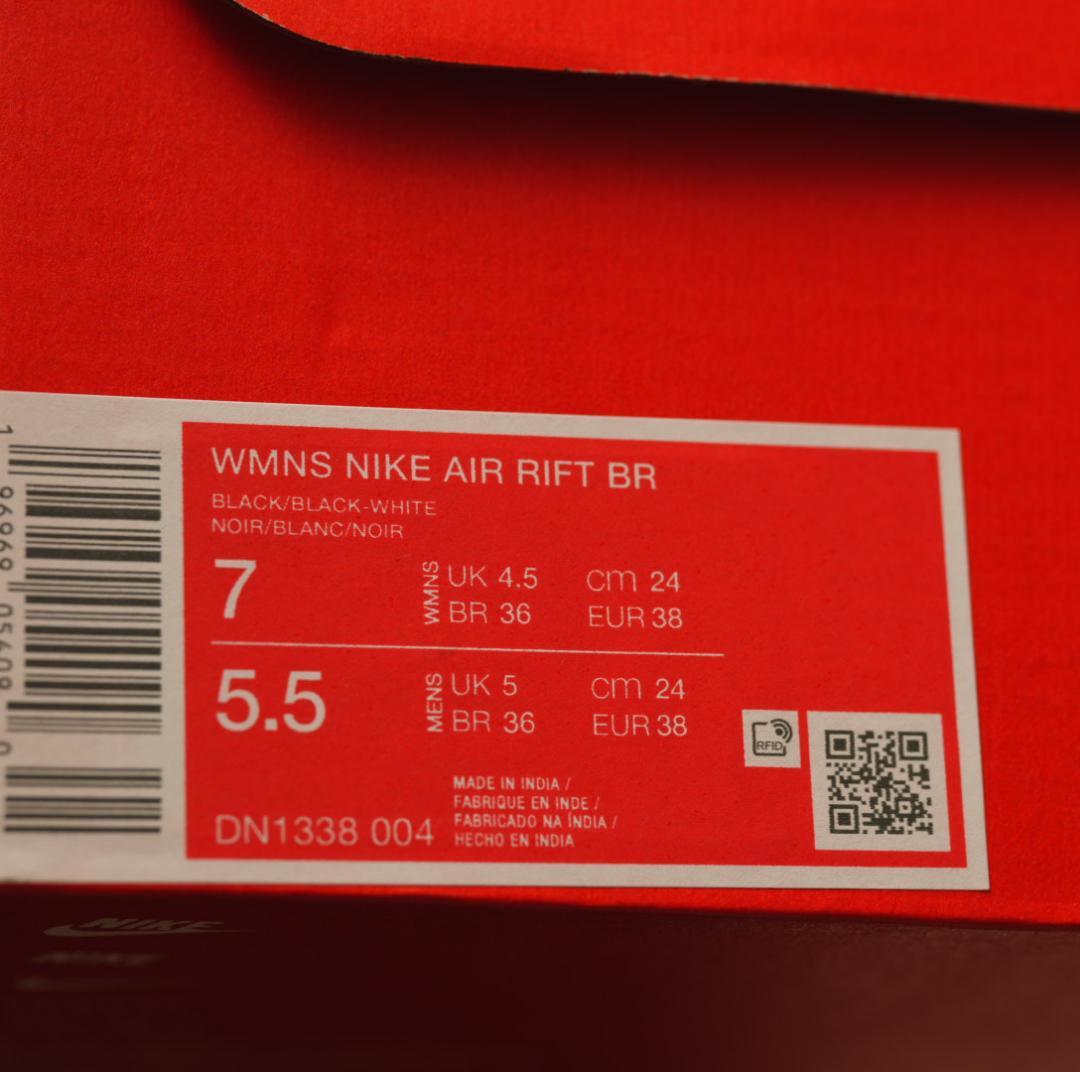 WMNS NIKE AIR RIFT BR
BLACK/BLACK-WHITE
NOIR/BLANC/NOIR
7 WMNS UK 4.5 cm 24
BR 36 EUR 38
5.5 MENS UK 5 cm 24
BR 36 EUR 38
MADE IN INDIA /
FABRIQUE EN INDE /
FABRICADO NA ÍNDIA /
HECHO EN INDIA
DN1338 004
RFID
NIKE
NIKE